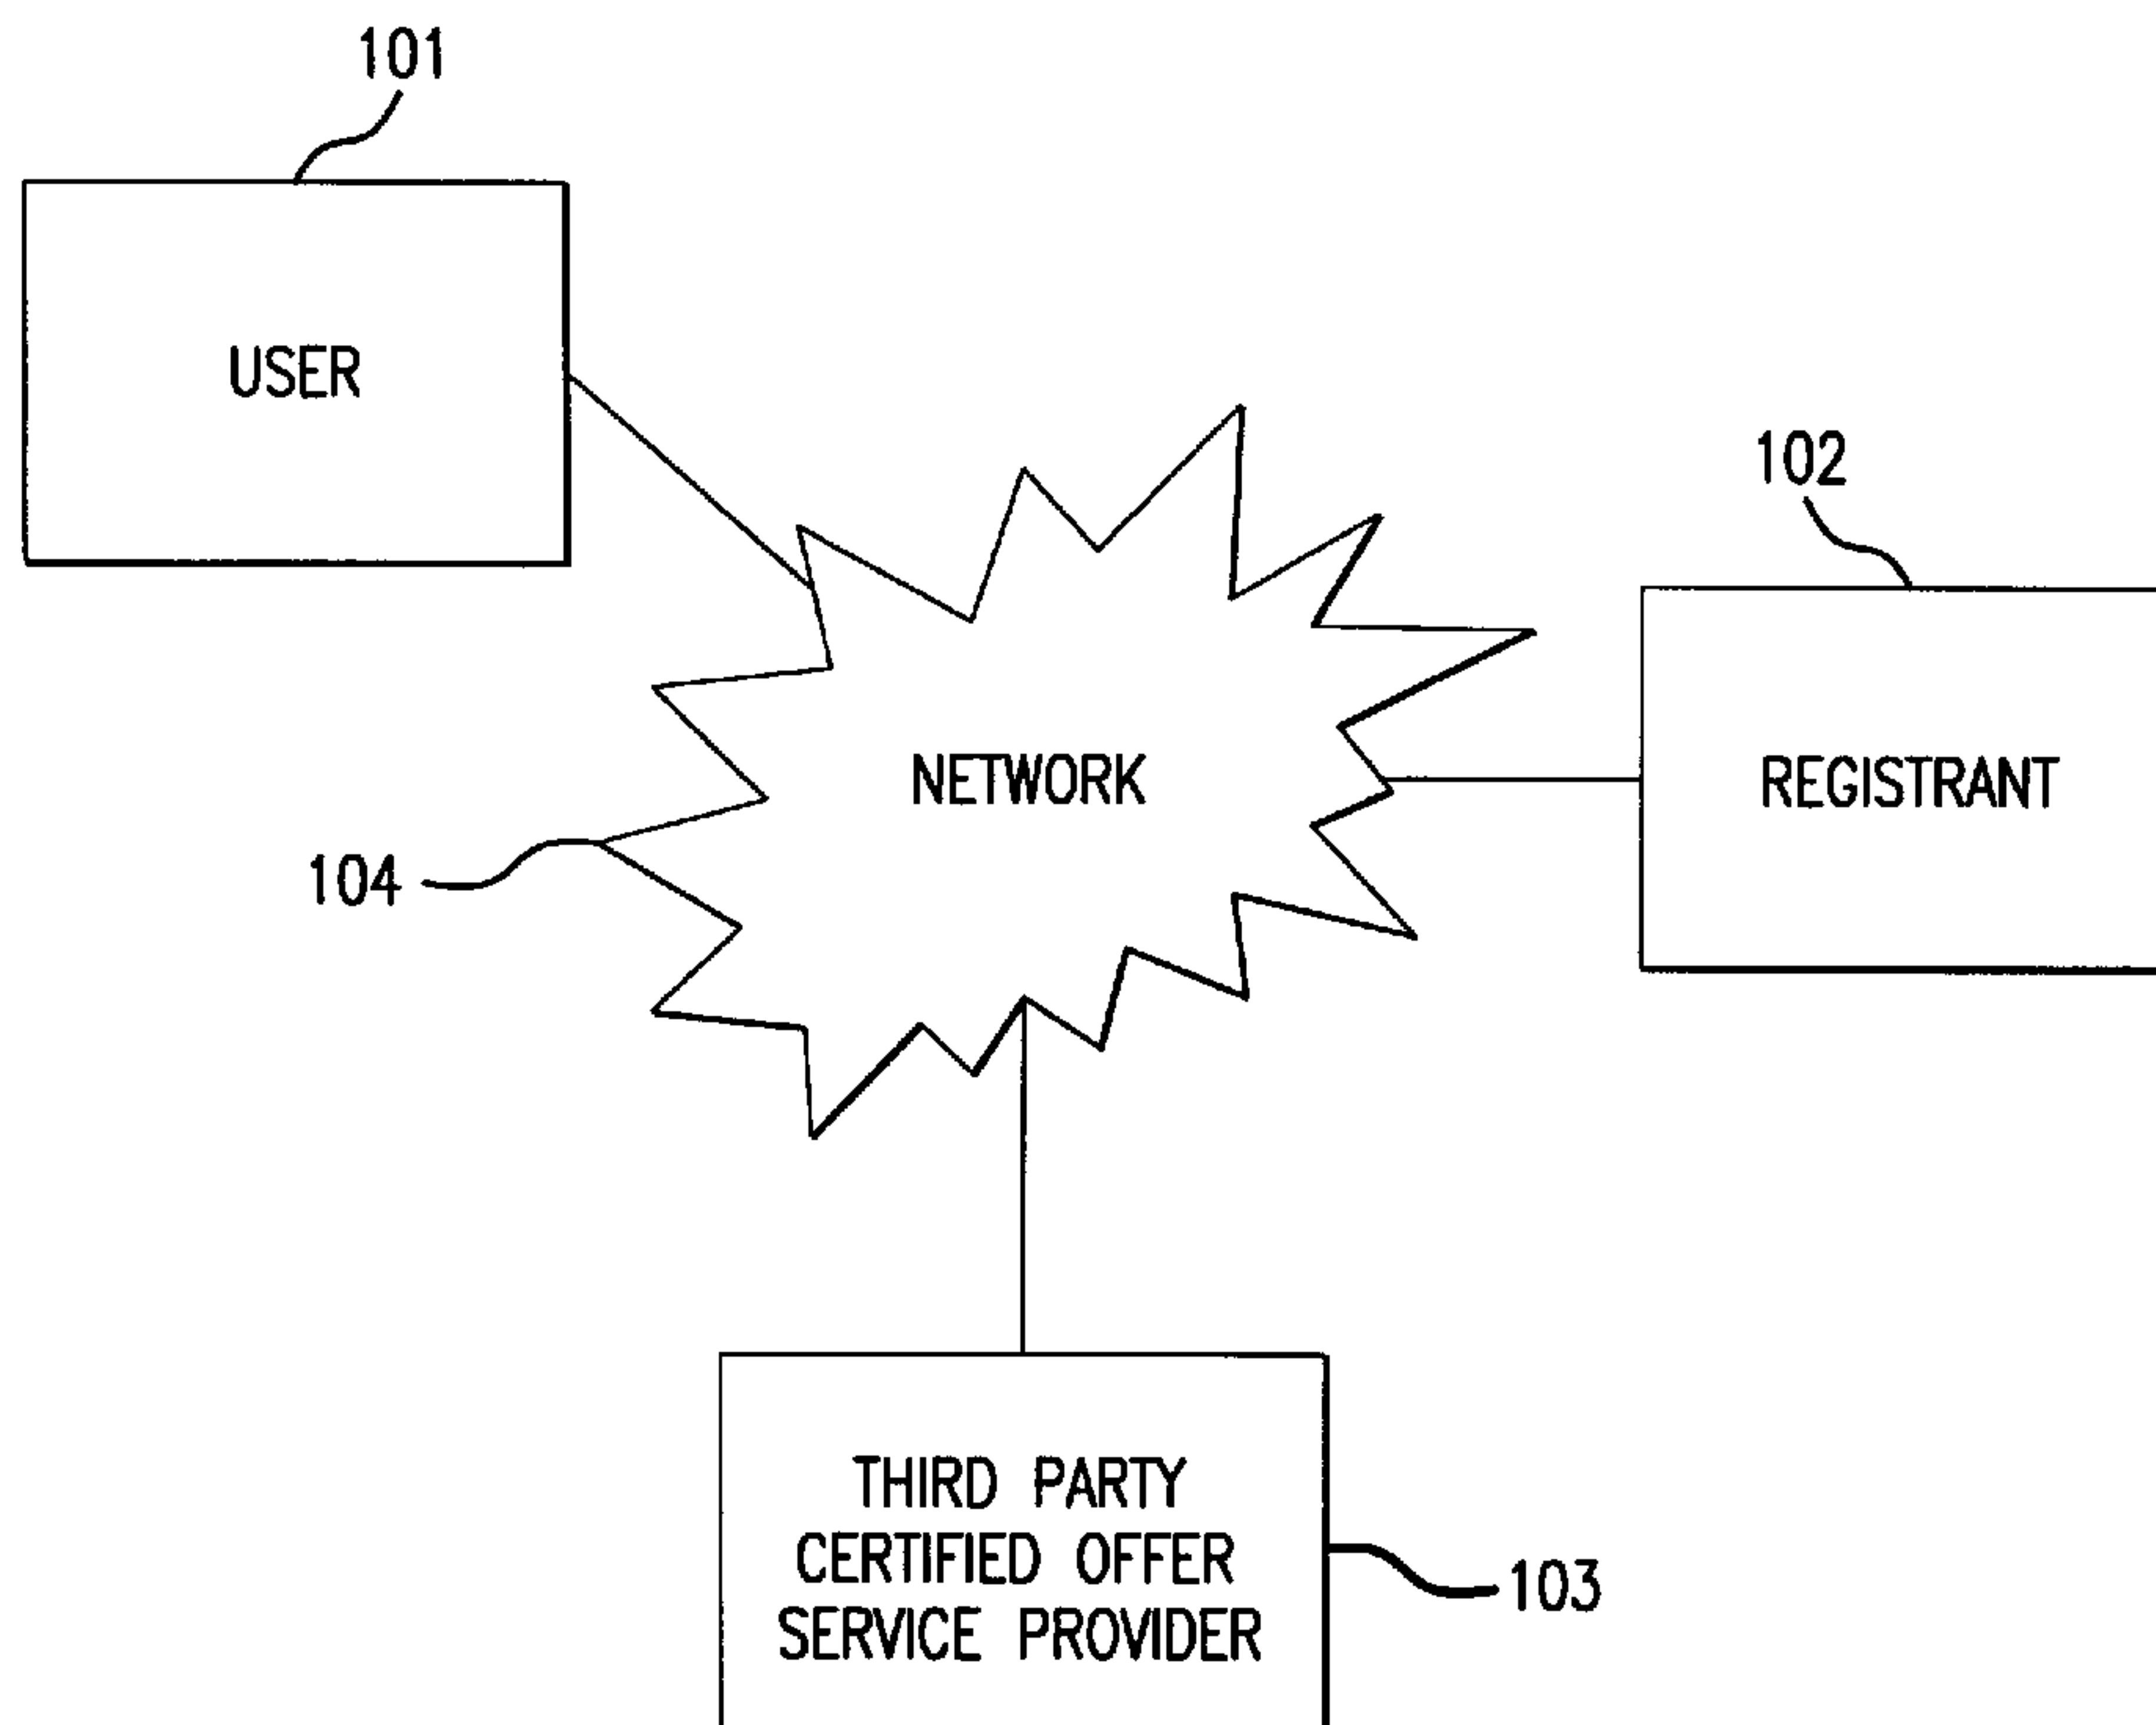 101
USER
102
NETWORK
REGISTRANT
104
THIRD PARTY
CERTIFIED OFFER
SERVICE PROVIDER
103